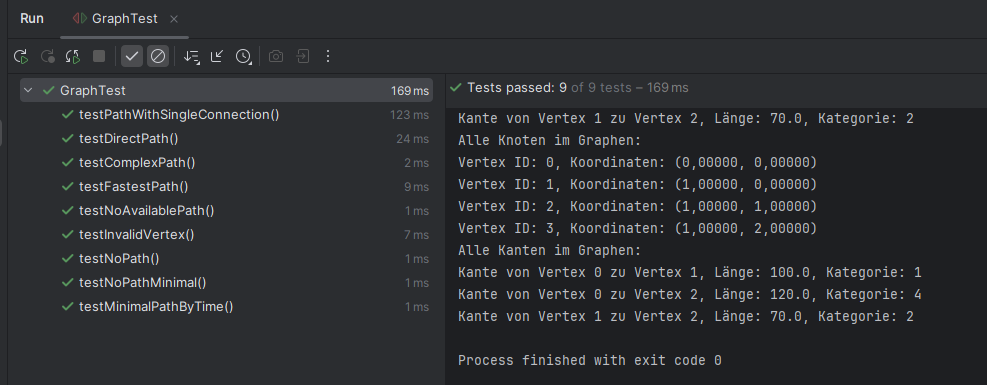 Run GraphTest
GraphTest 169 ms
testPathWithSingleConnection() 123 ms
testDirectPath() 24 ms
testComplexPath() 2 ms
testFastestPath() 9 ms
testNoAvailablePath() 1 ms
testInvalidVertex() 7 ms
testNoPath() 1 ms
testNoPathMinimal() 1 ms
testMinimalPathByTime() 1 ms
Tests passed: 9 of 9 tests – 169 ms
Kante von Vertex 1 zu Vertex 2, Länge: 70.0, Kategorie: 2
Alle Knoten im Graphen:
Vertex ID: 0, Koordinaten: (0,00000, 0,00000)
Vertex ID: 1, Koordinaten: (1,00000, 0,00000)
Vertex ID: 2, Koordinaten: (1,00000, 1,00000)
Vertex ID: 3, Koordinaten: (1,00000, 2,00000)
Alle Kanten im Graphen:
Kante von Vertex 0 zu Vertex 1, Länge: 100.0, Kategorie: 1
Kante von Vertex 0 zu Vertex 2, Länge: 120.0, Kategorie: 4
Kante von Vertex 1 zu Vertex 2, Länge: 70.0, Kategorie: 2
Process finished with exit code 0